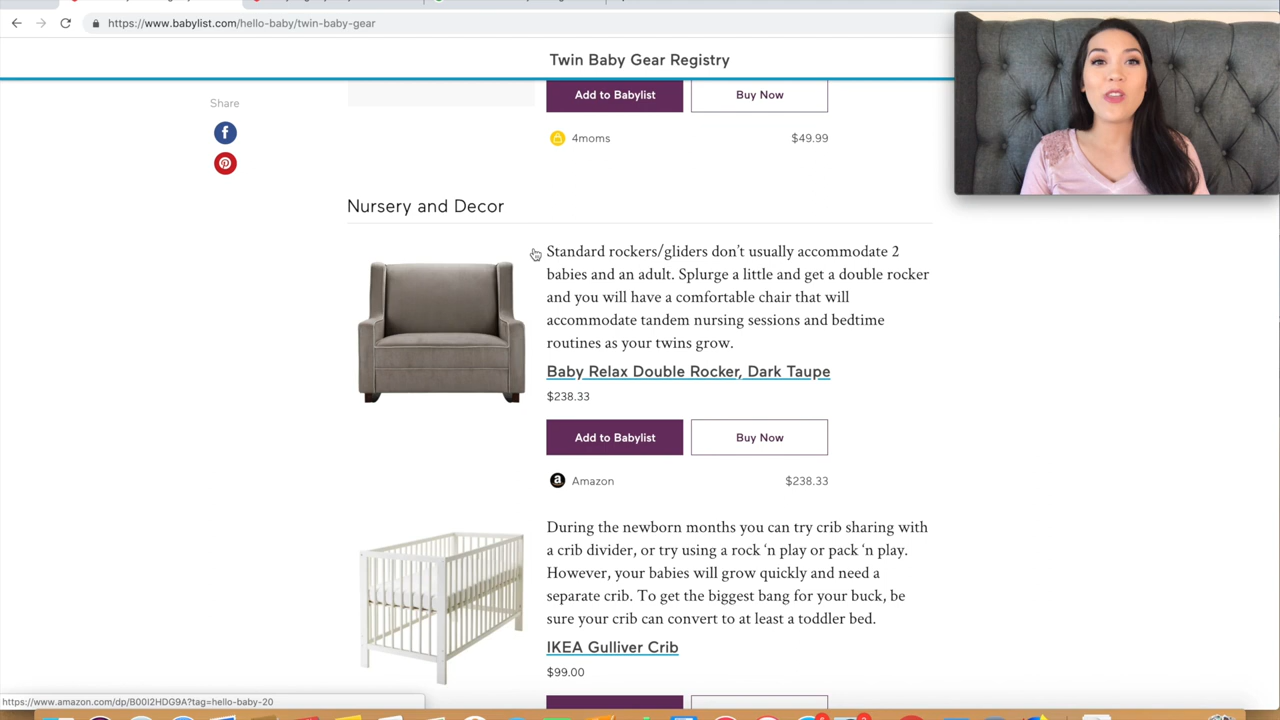 https://www.babylist.com/hello-baby/twin-baby-gear
Twin Baby Gear Registry
Share
Add to Babylist
Buy Now
4moms
$49.99
Nursery and Decor
Standard rockers/gliders don't usually accommodate 2
babies and an adult. Splurge a little and get a double rocker
and you will have a comfortable chair that will
accommodate tandem nursing sessions and bedtime
routines as your twins grow.
Baby Relax Double Rocker, Dark Taupe
$238.33
Add to Babylist
Buy Now
Amazon
$238.33
During the newborn months you can try crib sharing with
a crib divider, or try using a rock 'n play or pack 'n play.
However, your babies will grow quickly and need a
separate crib. To get the biggest bang for your buck, be
sure your crib can convert to at least a toddler bed.
IKEA Gulliver Crib
$99.00
https://www.amazon.com/dp/B00I2HDG9A?tag=hello-baby-20